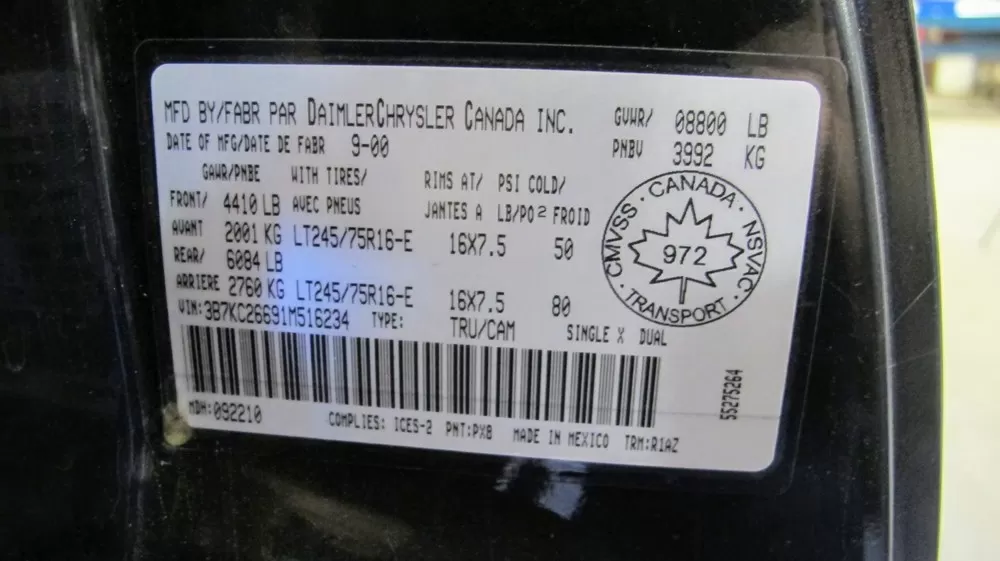 MFD BY/FABR PAR DAIMLERCHRYSLER CANADA INC. GVWR/ 08800 LB
DATE OF MFG/DATE DE FABR 9-00 PNBV 3992 KG
GAWR/PNBE WITH TIRES/ RIMS AT/ PSI COLD/
FRONT/ 4410 LB AVEC PNEUS JANTES A LB/PO2 FROID
AVANT 2001 KG LT245/75R16-E 16X7.5 50
REAR/ 6084 LB
ARRIERE 2760 KG LT245/75R16-E 16X7.5 80
VIN:3B7KC26691M516234 TYPE: TRU/CAM SINGLE X DUAL
MDH:092210 COMPLIES: ICES-2 PNT:PX8 MADE IN MEXICO TRM:R1AZ
CMVSS · CANADA · NSVAC · TRANSPORT ·
972
55275264